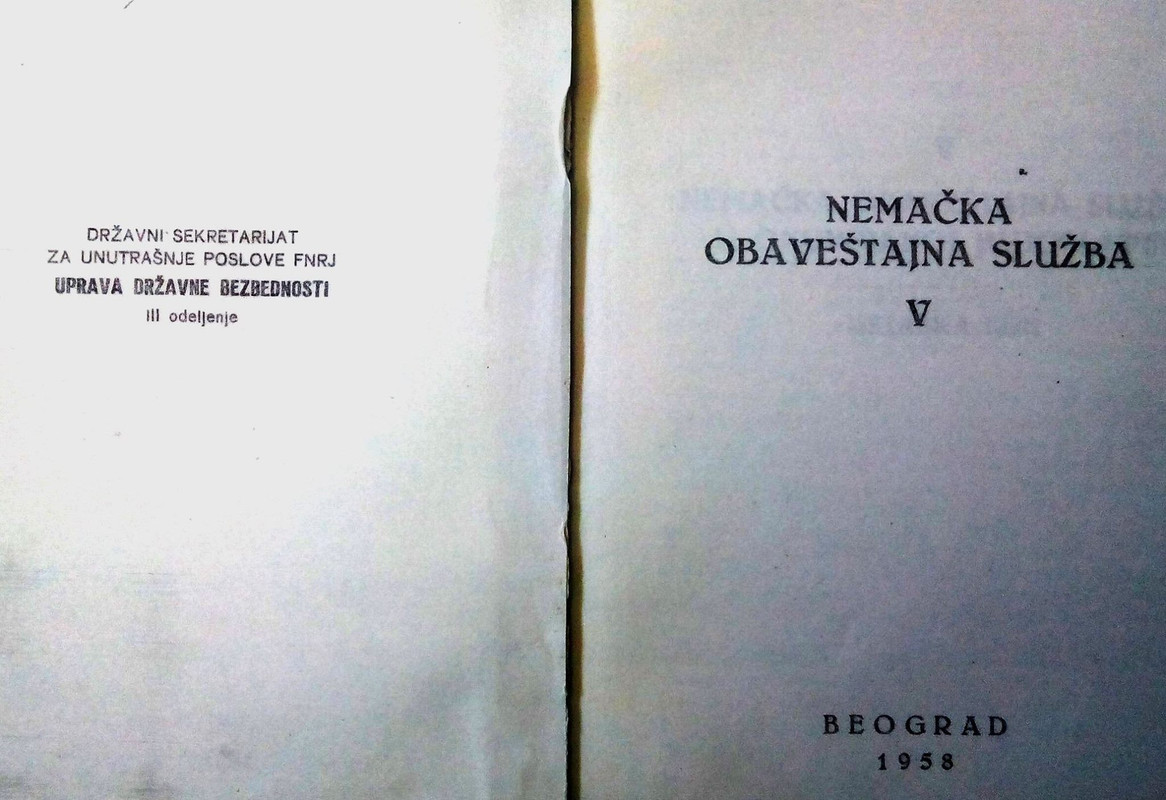 DRŽAVNI SEKRETARIJAT
ZA UNUTRAŠNJE POSLOVE FNRJ
UPRAVA DRŽAVNE BEZBEDNOSTI
III odeljenje
NEMAČKA
OBAVEŠTAJNA SLUŽBA
V
BEOGRAD
1958